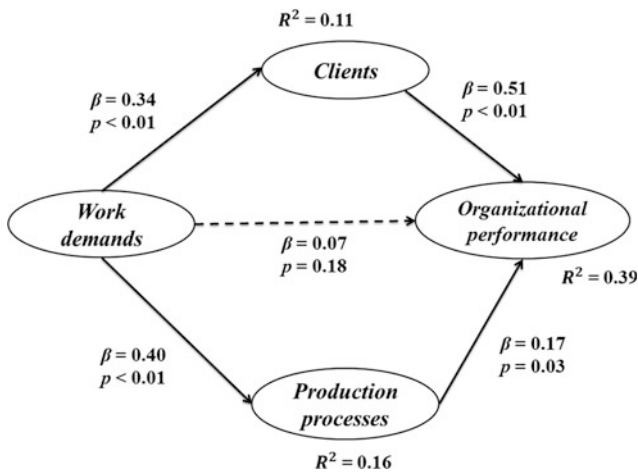 R² = 0.11
Clients
β = 0.34
p < 0.01
β = 0.51
p < 0.01
Work
demands
Organizational
performance
β = 0.07
p = 0.18
R² = 0.39
β = 0.40
p < 0.01
β = 0.17
p = 0.03
Production
processes
R² = 0.16